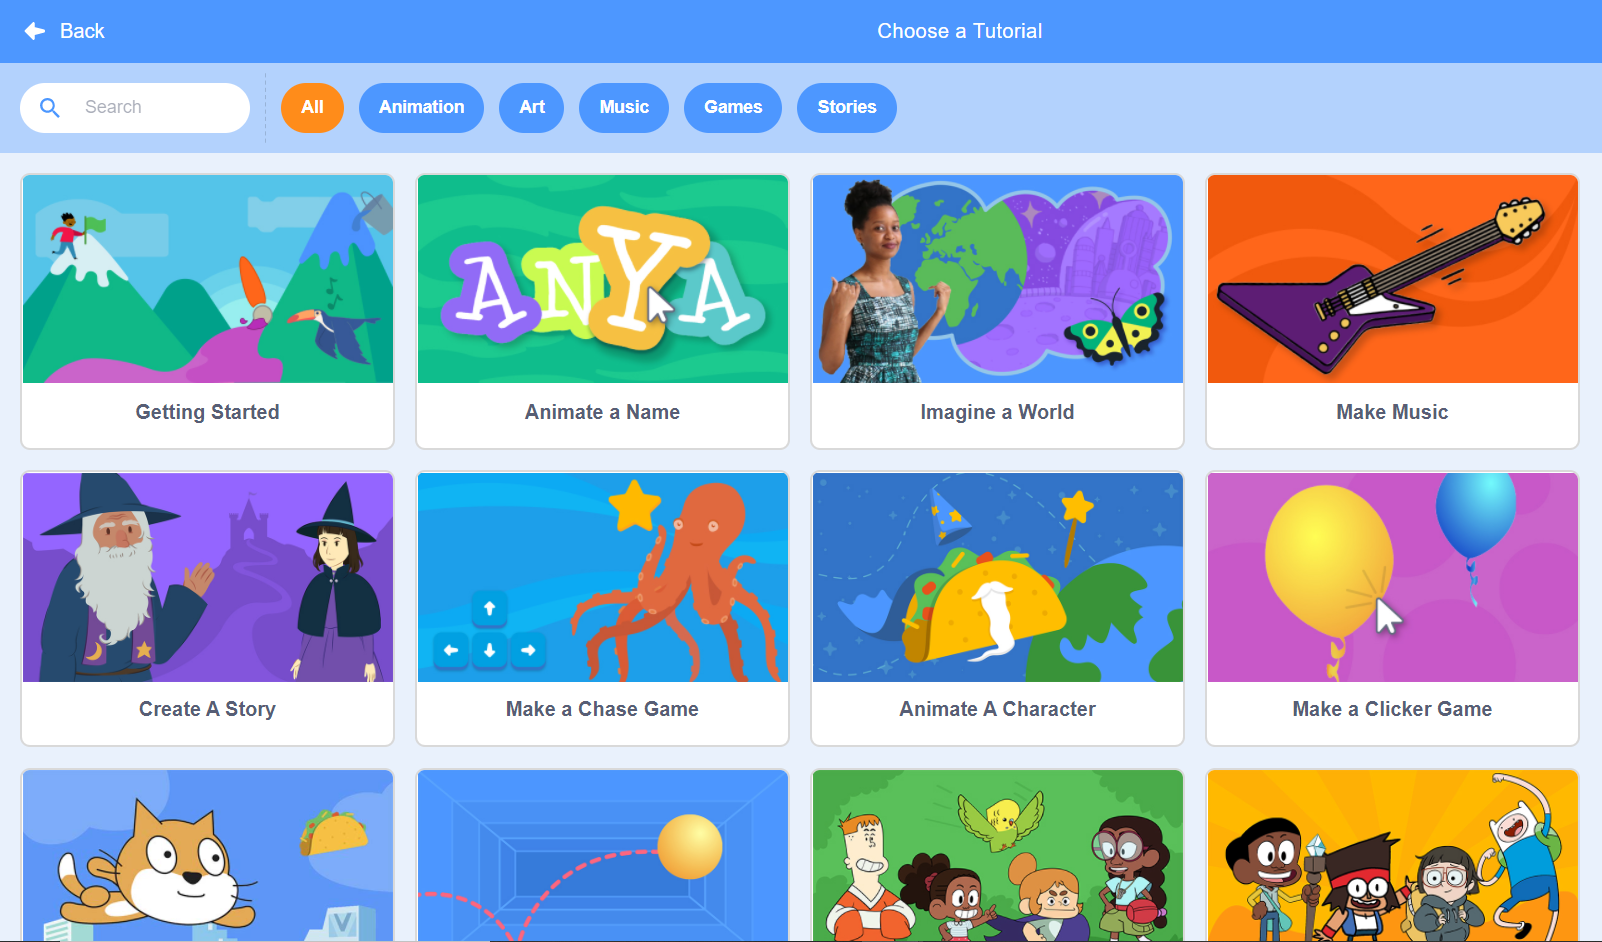 Back
Choose a Tutorial
Search
All
Animation
Art
Music
Games
Stories
ANYA
Getting Started
Animate a Name
Imagine a World
Make Music
Create A Story
Make a Chase Game
Animate A Character
Make a Clicker Game
V